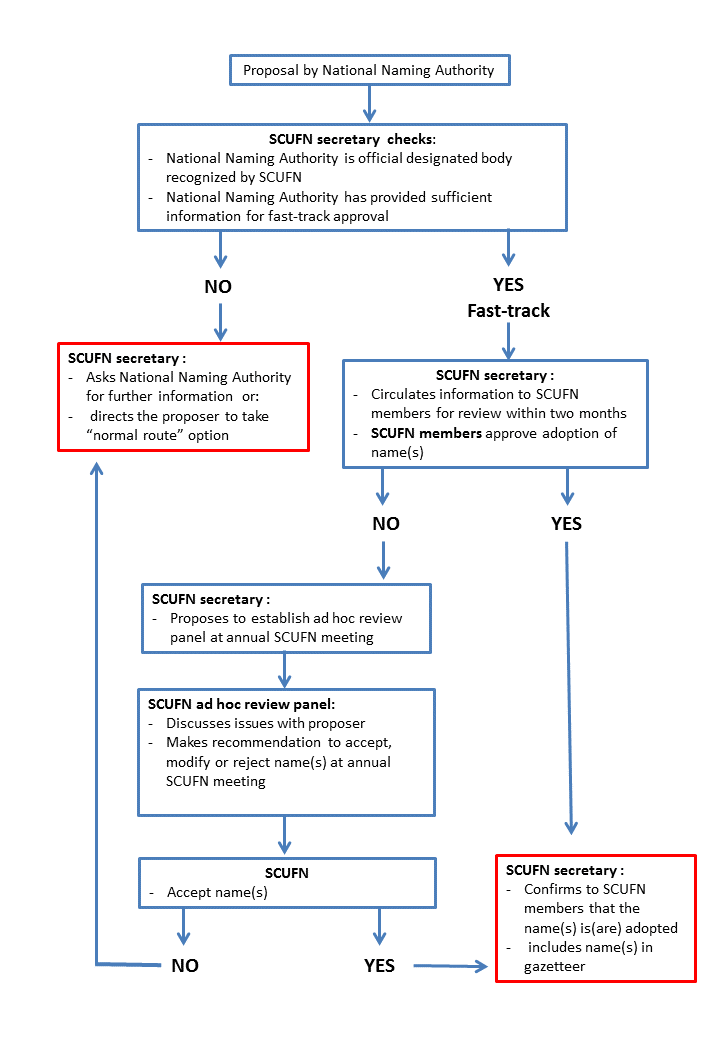 Proposal by National Naming Authority
SCUFN secretary checks:
- National Naming Authority is official designated body
recognized by SCUFN
- National Naming Authority has provided sufficient
information for fast-track approval
NO
YES
Fast-track
SCUFN secretary :
- Asks National Naming Authority
for further information or:
- directs the proposer to take
“normal route” option
SCUFN secretary :
- Circulates information to SCUFN
members for review within two months
- SCUFN members approve adoption of
name(s)
NO
YES
SCUFN secretary :
- Proposes to establish ad hoc review
panel at annual SCUFN meeting
SCUFN ad hoc review panel:
- Discusses issues with proposer
- Makes recommendation to accept,
modify or reject name(s) at annual
SCUFN meeting
SCUFN
- Accept name(s)
NO
YES
SCUFN secretary :
- Confirms to SCUFN
members that the
name(s) is(are) adopted
- includes name(s) in
gazetteer